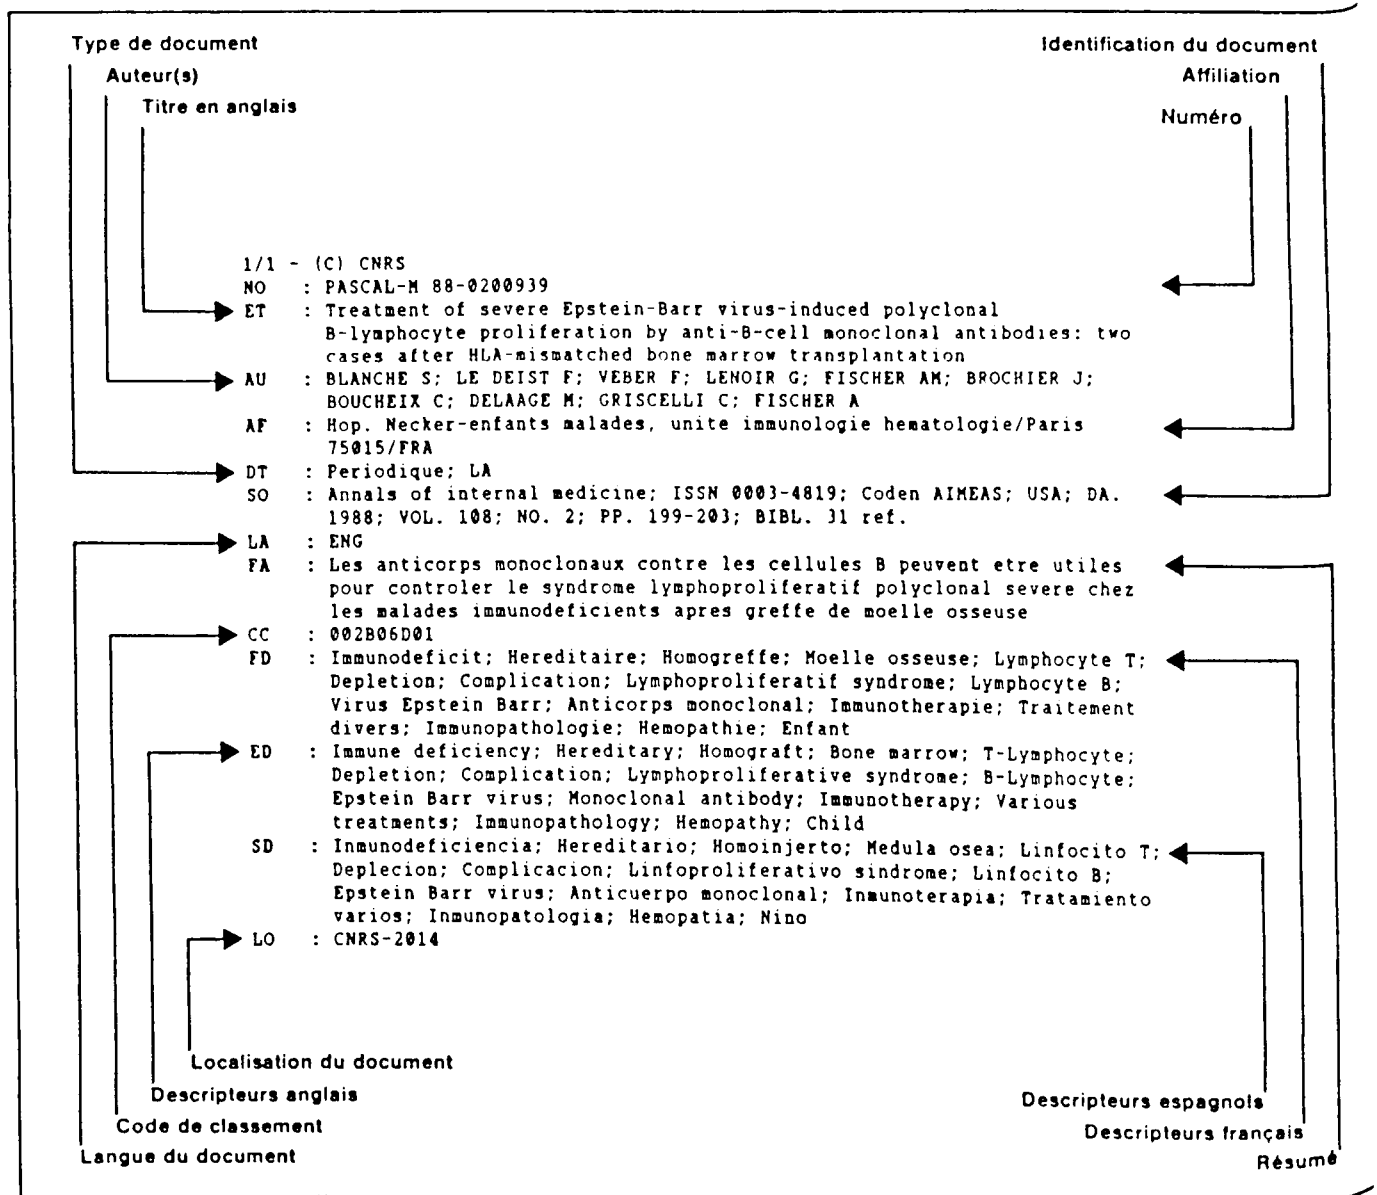 Type de document
Identification du document
Auteur(s)
Affiliation
Titre en anglais
Numéro
1/1 - (C) CNRS
NO : PASCAL-M 88-0200939
ET : Treatment of severe Epstein-Barr virus-induced polyclonal
B-lymphocyte proliferation by anti-B-cell monoclonal antibodies: two
cases after HLA-mismatched bone marrow transplantation
AU : BLANCHE S; LE DEIST F; VEBER F; LENOIR G; FISCHER AM; BROCHIER J;
BOUCHEIX C; DELAAGE M; GRISCELLI C; FISCHER A
AF : Hop. Necker-enfants malades, unite immunologie hematologie/Paris
75015/FRA
DT : Periodique; LA
SO : Annals of internal medicine; ISSN 0003-4819; Coden AIMEAS; USA; DA.
1988; VOL. 108; NO. 2; PP. 199-203; BIBL. 31 ref.
LA : ENG
FA : Les anticorps monoclonaux contre les cellules B peuvent etre utiles
pour controler le syndrome lymphoproliferatif polyclonal severe chez
les malades immunodeficients apres greffe de moelle osseuse
CC : 002B06D01
FD : Immunodeficit; Hereditaire; Homogreffe; Moelle osseuse; Lymphocyte T;
Depletion; Complication; Lymphoproliferatif syndrome; Lymphocyte B;
Virus Epstein Barr; Anticorps monoclonal; Immunotherapie; Traitement
divers; Immunopathologie; Hemopathie; Enfant
ED : Immune deficiency; Hereditary; Homograft; Bone marrow; T-Lymphocyte;
Depletion; Complication; Lymphoproliferative syndrome; B-Lymphocyte;
Epstein Barr virus; Monoclonal antibody; Immunotherapy; Various
treatments; Immunopathology; Hemopathy; Child
SD : Inmunodeficiencia; Hereditario; Homoinjerto; Medula osea; Linfocito T;
Deplecion; Complicacion; Linfoproliferativo sindrome; Linfocito B;
Epstein Barr virus; Anticuerpo monoclonal; Inmunoterapia; Tratamiento
varios; Inmunopatologia; Hemopatia; Nino
LO : CNRS-2014
Localisation du document
Descripteurs anglais
Descripteurs espagnols
Code de classement
Descripteurs français
Langue du document
Résumé